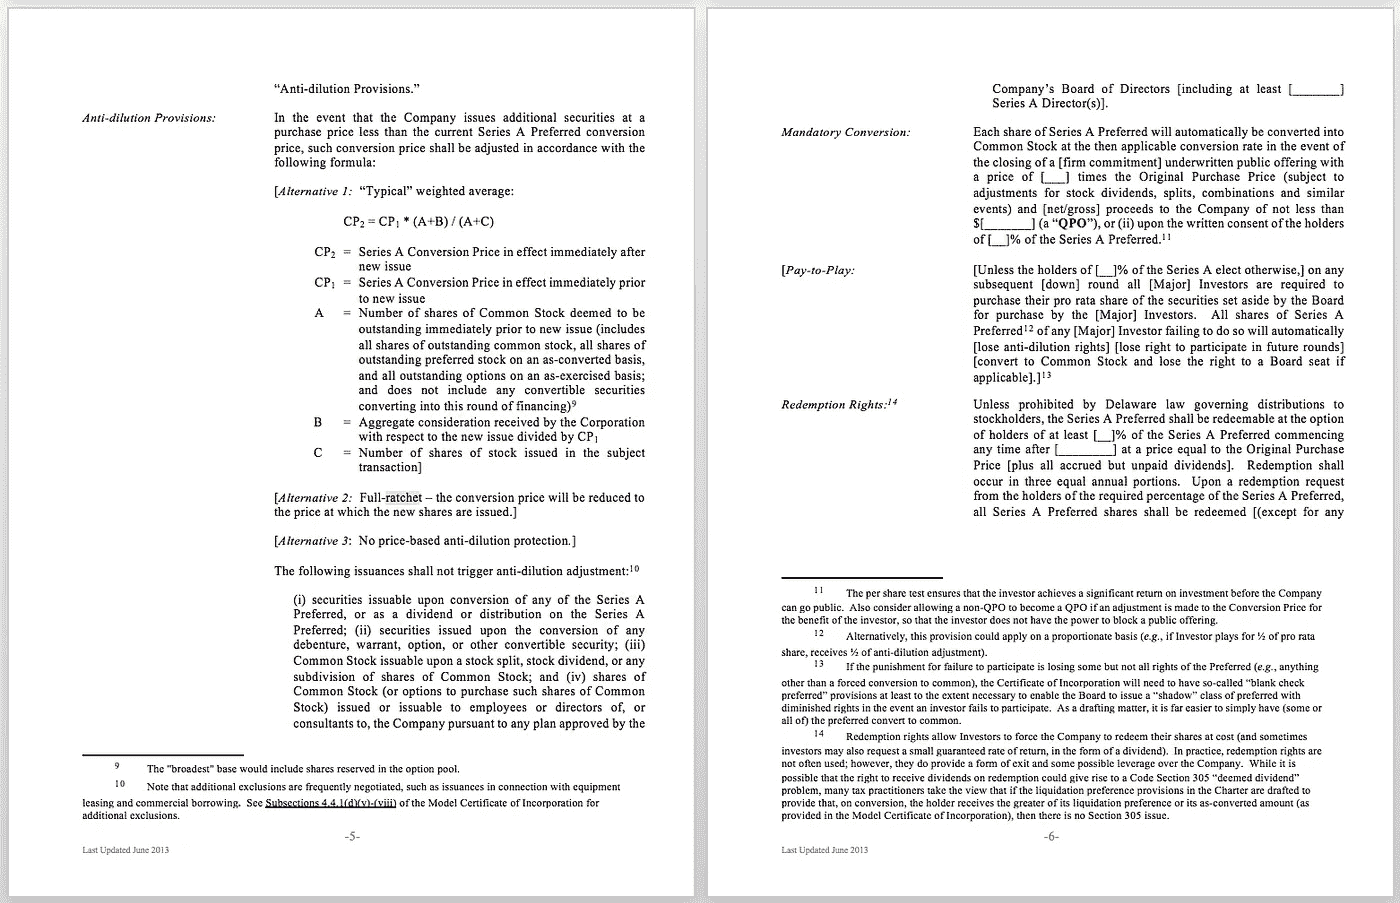 “Anti-dilution Provisions.”
Anti-dilution Provisions:
In the event that the Company issues additional securities at a
purchase price less than the current Series A Preferred conversion
price, such conversion price shall be adjusted in accordance with the
following formula:
[Alternative 1:  “Typical” weighted average:
CP₂ = CP₁ * (A+B) / (A+C)
CP₂ = Series A Conversion Price in effect immediately after
new issue
CP₁ = Series A Conversion Price in effect immediately prior
to new issue
A = Number of shares of Common Stock deemed to be
outstanding immediately prior to new issue (includes
all shares of outstanding common stock, all shares of
outstanding preferred stock on an as-converted basis,
and all outstanding options on an as-exercised basis;
and does not include any convertible securities
converting into this round of financing)⁹
B = Aggregate consideration received by the Corporation
with respect to the new issue divided by CP₁
C = Number of shares of stock issued in the subject
transaction]
[Alternative 2:  Full-ratchet – the conversion price will be reduced to
the price at which the new shares are issued.]
[Alternative 3:  No price-based anti-dilution protection.]
The following issuances shall not trigger anti-dilution adjustment:¹⁰
(i) securities issuable upon conversion of any of the Series A
Preferred, or as a dividend or distribution on the Series A
Preferred; (ii) securities issued upon the conversion of any
debenture, warrant, option, or other convertible security; (iii)
Common Stock issuable upon a stock split, stock dividend, or any
subdivision of shares of Common Stock; and (iv) shares of
Common Stock (or options to purchase such shares of Common
Stock) issued or issuable to employees or directors of, or
consultants to, the Company pursuant to any plan approved by the
⁹ The "broadest" base would include shares reserved in the option pool.
¹⁰ Note that additional exclusions are frequently negotiated, such as issuances in connection with equipment
leasing and commercial borrowing.  See Subsections 4.4.1(d)(v)-(viii) of the Model Certificate of Incorporation for
additional exclusions.
-5-
Last Updated June 2013
Company’s Board of Directors [including at least [_______]
Series A Director(s)].
Mandatory Conversion:
Each share of Series A Preferred will automatically be converted into
Common Stock at the then applicable conversion rate in the event of
the closing of a [firm commitment] underwritten public offering with
a price of [___] times the Original Purchase Price (subject to
adjustments for stock dividends, splits, combinations and similar
events) and [net/gross] proceeds to the Company of not less than
$[_______] (a “QPO”), or (ii) upon the written consent of the holders
of [__]% of the Series A Preferred.¹¹
[Pay-to-Play:
[Unless the holders of [__]% of the Series A elect otherwise,] on any
subsequent [down] round all [Major] Investors are required to
purchase their pro rata share of the securities set aside by the Board
for purchase by the [Major] Investors.  All shares of Series A
Preferred¹² of any [Major] Investor failing to do so will automatically
[lose anti-dilution rights] [lose right to participate in future rounds]
[convert to Common Stock and lose the right to a Board seat if
applicable].]¹³
Redemption Rights:¹⁴
Unless prohibited by Delaware law governing distributions to
stockholders, the Series A Preferred shall be redeemable at the option
of holders of at least [__]% of the Series A Preferred commencing
any time after [________] at a price equal to the Original Purchase
Price [plus all accrued but unpaid dividends].  Redemption shall
occur in three equal annual portions.  Upon a redemption request
from the holders of the required percentage of the Series A Preferred,
all Series A Preferred shares shall be redeemed [(except for any
¹¹ The per share test ensures that the investor achieves a significant return on investment before the Company
can go public.  Also consider allowing a non-QPO to become a QPO if an adjustment is made to the Conversion Price for
the benefit of the investor, so that the investor does not have the power to block a public offering.
¹² Alternatively, this provision could apply on a proportionate basis (e.g., if Investor plays for ½ of pro rata
share, receives ½ of anti-dilution adjustment).
¹³ If the punishment for failure to participate is losing some but not all rights of the Preferred (e.g., anything
other than a forced conversion to common), the Certificate of Incorporation will need to have so-called “blank check
preferred” provisions at least to the extent necessary to enable the Board to issue a “shadow” class of preferred with
diminished rights in the event an investor fails to participate.  As a drafting matter, it is far easier to simply have (some or
all of) the preferred convert to common.
¹⁴ Redemption rights allow Investors to force the Company to redeem their shares at cost (and sometimes
investors may also request a small guaranteed rate of return, in the form of a dividend).  In practice, redemption rights are
not often used; however, they do provide a form of exit and some possible leverage over the Company.  While it is
possible that the right to receive dividends on redemption could give rise to a Code Section 305 “deemed dividend”
problem, many tax practitioners take the view that if the liquidation preference provisions in the Charter are drafted to
provide that, on conversion, the holder receives the greater of its liquidation preference or its as-converted amount (as
provided in the Model Certificate of Incorporation), then there is no Section 305 issue.
-6-
Last Updated June 2013